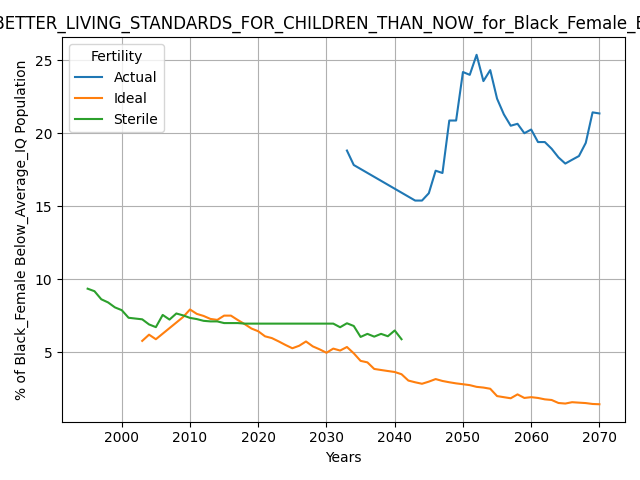 BETTER_LIVING_STANDARDS_FOR_CHILDREN_THAN_NOW_for_Black_Female_B
Fertility
Actual
Ideal
Sterile
% of Black_Female Below_Average_IQ Population
25
20
15
10
5
2000 2010 2020 2030 2040 2050 2060 2070
Years